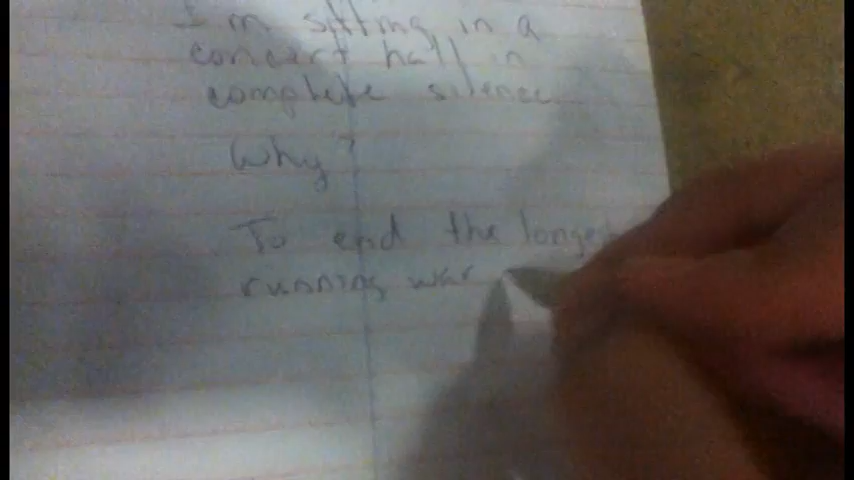 I'm sitting in a
concert hall in
complete silence
Why?
To end the longest
running war